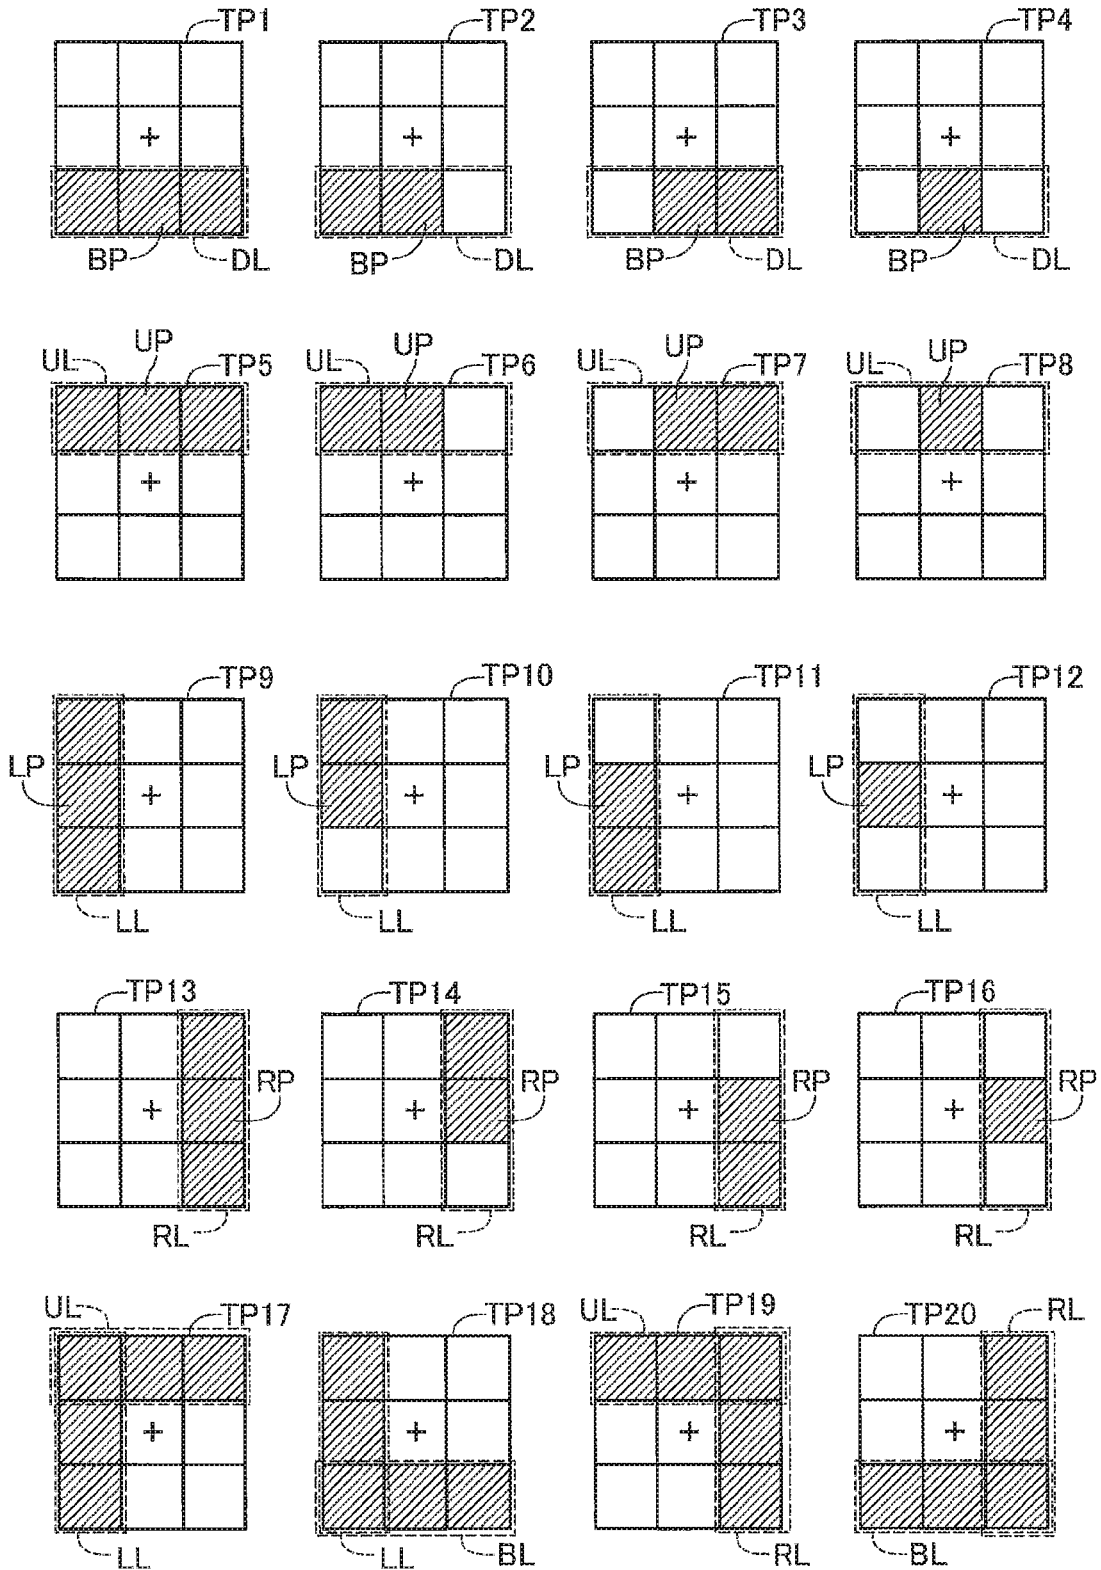 TP1 TP2 TP3 TP4
+ + + +
BP DL BP DL BP DL BP DL
UL UP TP5 UL UP TP6 UL UP TP7 UL UP TP8
+ + + +
TP9 TP10 TP11 TP12
LP + LP + LP + LP +
LL LL LL LL
TP13 TP14 TP15 TP16
+ RP + RP + RP + RP
RL RL RL RL
UL TP17 TP18 UL TP19 TP20 RL
+ + + +
LL LL BL RL BL